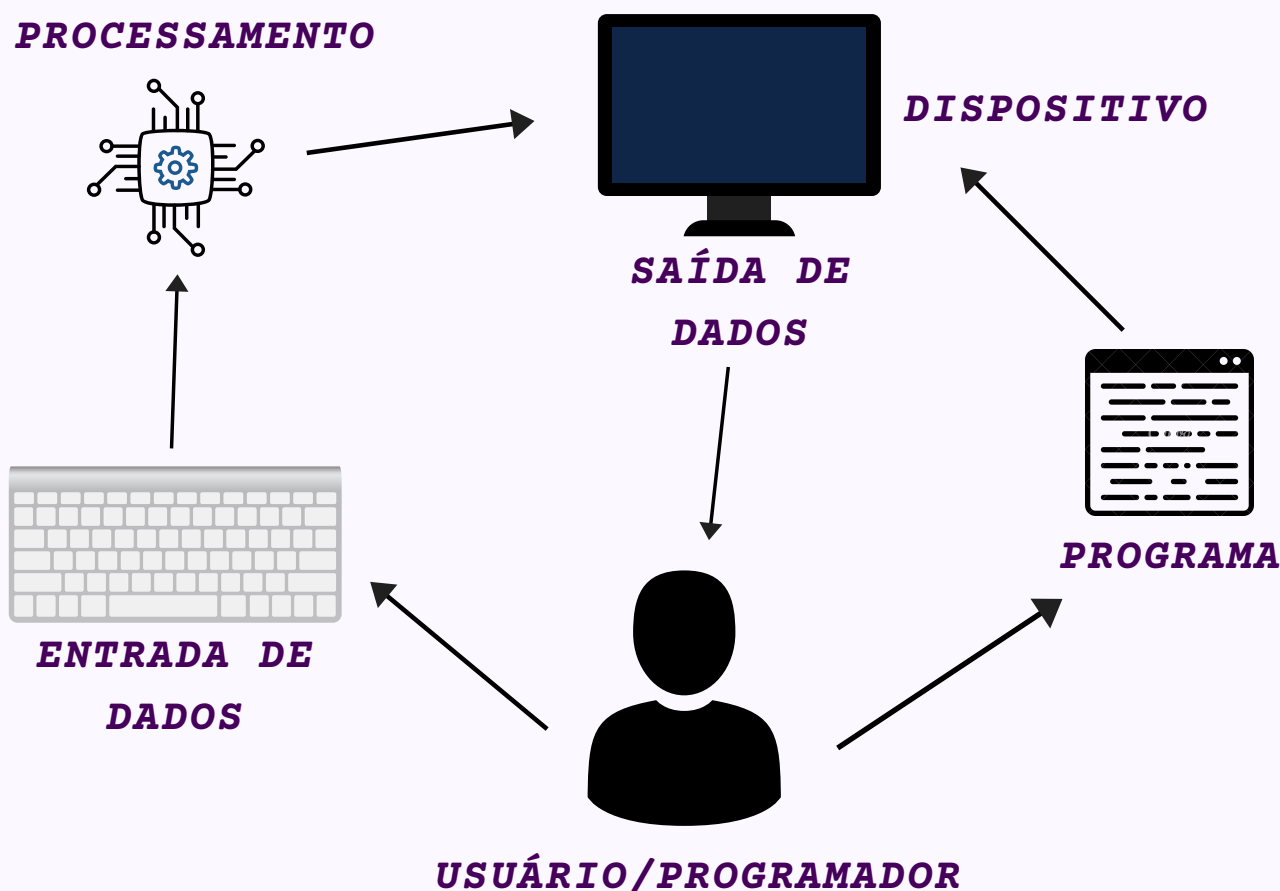 PROCESSAMENTO
DISPOSITIVO
SAÍDA DE
DADOS
PROGRAMA
ENTRADA DE
DADOS
USUÁRIO/PROGRAMADOR